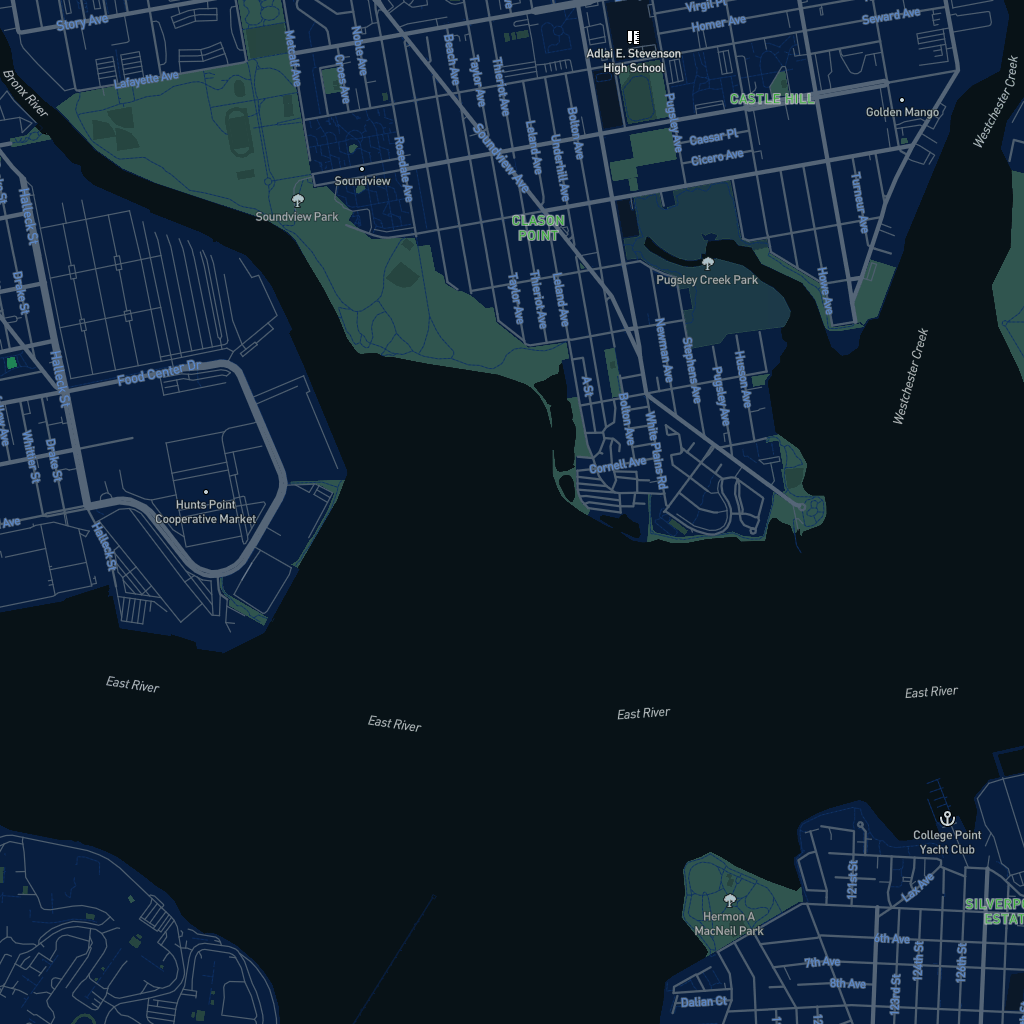 Story Ave
Metcalf Ave
Noble Ave
Croes Ave
Beach Ave
Taylor Ave
Thieriot Ave
Virgil Pl
Homer Ave
Seward Ave
Adlai E. Stevenson
High School
Lafayette Ave
Bronx River
CASTLE HILL
Golden Mango
Westchester Creek
Pugsley Ave
Caesar Pl
Cicero Ave
Bolton Ave
Leland Ave
Underhill Ave
Soundview Ave
Rosedale Ave
Soundview
Soundview Park
CLASON
POINT
Turneur Ave
Halleck St
Drake St
Pugsley Creek Park
Howe Ave
Taylor Ave
Thieriot Ave
Leland Ave
Newman Ave
Stephens Ave
Pugsley Ave
Husson Ave
Westchester Creek
Food Center Dr
Halleck St
A St
Bolton Ave
White Plains Rd
Cornell Ave
Whittier St
Drake St
Hunts Point
Cooperative Market
Halleck St
East River
East River
East River
East River
College Point
Yacht Club
121st St
Lax Ave
SILVERPO
ESTAT
Hermon A
MacNeil Park
6th Ave
7th Ave
8th Ave
123rd St
124th St
126th St
Dalian Ct